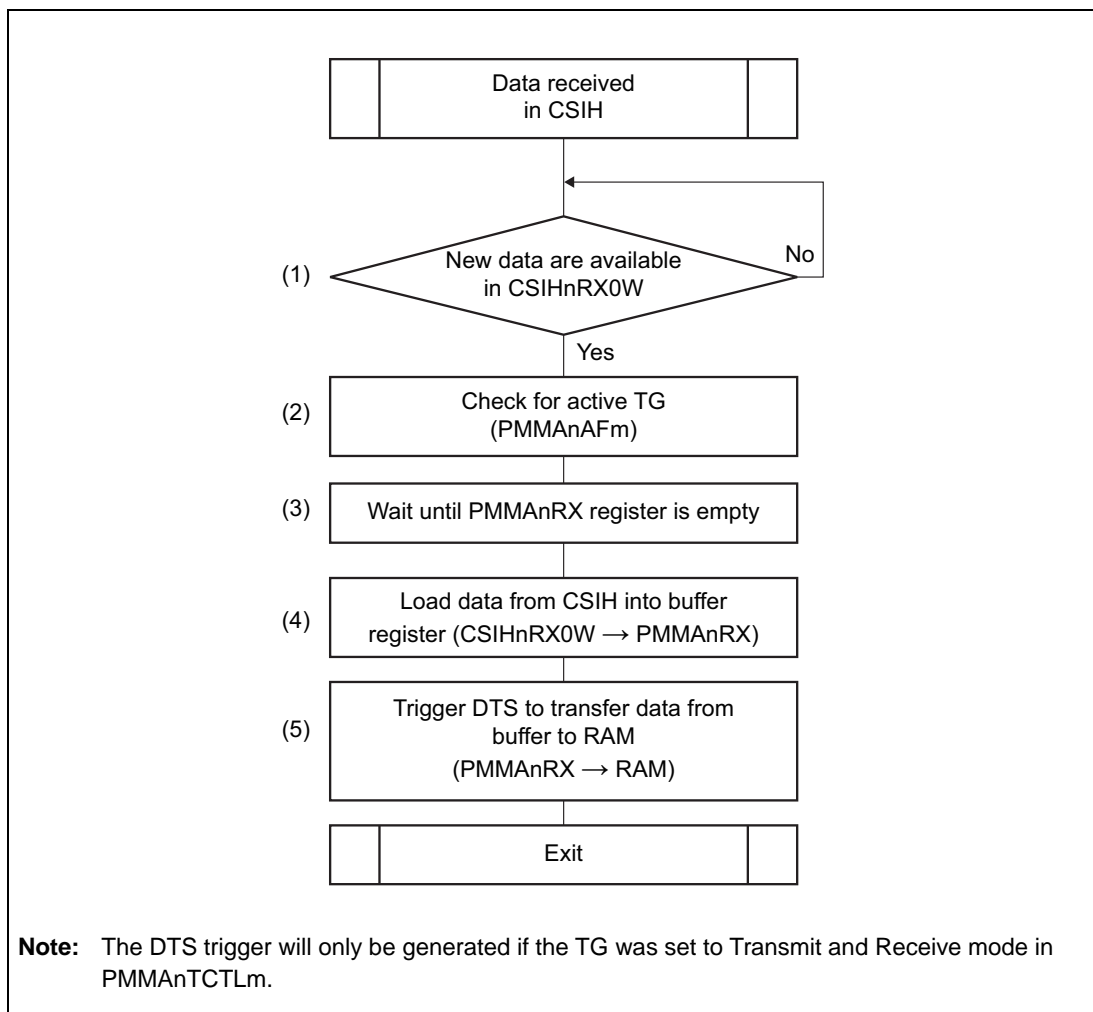 Data received
in CSIH
(1)
New data are available
in CSIHnRX0W
No
Yes
(2)
Check for active TG
(PMMAnAFm)
(3)
Wait until PMMAnRX register is empty
(4)
Load data from CSIH into buffer
register (CSIHnRX0W → PMMAnRX)
(5)
Trigger DTS to transfer data from
buffer to RAM
(PMMAnRX → RAM)
Exit
Note: The DTS trigger will only be generated if the TG was set to Transmit and Receive mode in
PMMAnTCTLm.